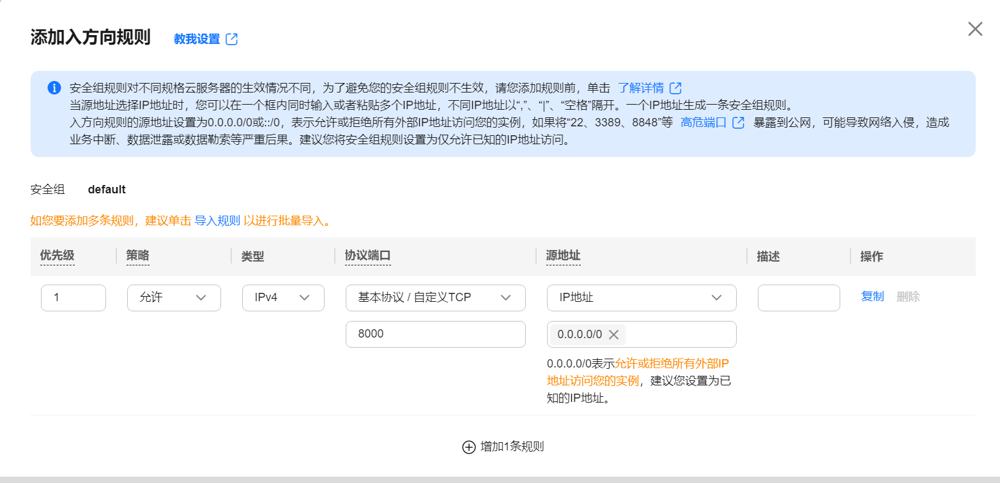 添加入方向规则 教我设置
安全组规则对不同规格云服务器的生效情况不同，为了避免您的安全组规则不生效，请您添加规则前，单击 了解详情
当源地址选择IP地址时，您可以在一个框内同时输入或者粘贴多个IP地址，不同IP地址以“,”、“|”、“空格”隔开。一个IP地址生成一条安全组规则。
入方向规则的源地址设置为0.0.0.0/0或::/0，表示允许或拒绝所有外部IP地址访问您的实例，如果将“22、3389、8848”等 高危端口 暴露到公网，可能导致网络入侵，造成
业务中断、数据泄露或数据勒索等严重后果。建议您将安全组规则设置为仅允许已知的IP地址访问。
安全组 default
如您要添加多条规则，建议单击 导入规则 以进行批量导入。
优先级 策略 类型 协议端口 源地址 描述 操作
1 允许 IPv4 基本协议 / 自定义TCP IP地址 复制 删除
8000 0.0.0.0/0
0.0.0.0/0表示允许或拒绝所有外部IP
地址访问您的实例，建议您设置为已
知的IP地址。
增加1条规则